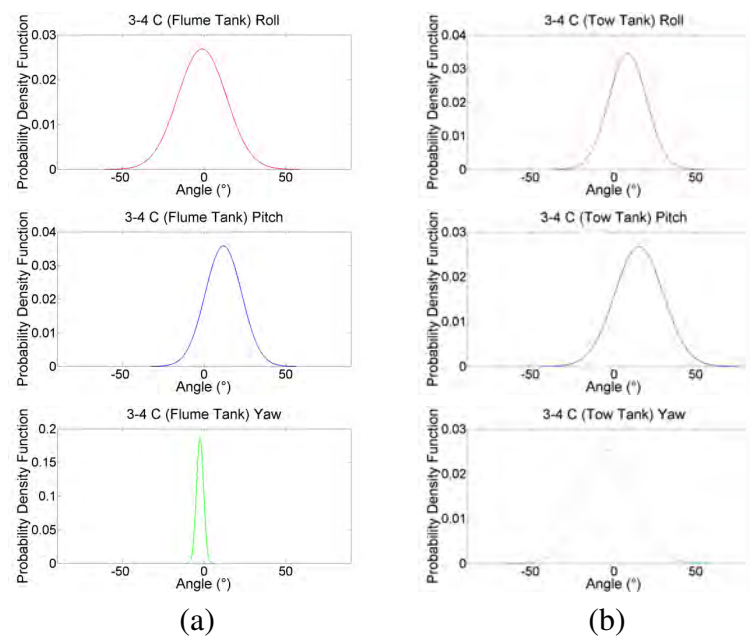 3-4 C (Flume Tank) Roll
Probability Density Function
0.03
0.02
0.01
0
-50
0
50
Angle (°)
3-4 C (Flume Tank) Pitch
Probability Density Function
0.04
0.03
0.02
0.01
0
-50
0
50
Angle (°)
3-4 C (Flume Tank) Yaw
Probability Density Function
0.2
0.15
0.1
0.05
0
-50
0
50
Angle (°)
(a)
3-4 C (Tow Tank) Roll
Probability Density Function
0.04
0.03
0.02
0.01
0
-50
0
50
Angle (°)
3-4 C (Tow Tank) Pitch
Probability Density Function
0.03
0.02
0.01
0
-50
0
50
Angle (°)
3-4 C (Tow Tank) Yaw
Probability Density Function
0.03
0.02
0.01
0
-50
0
50
Angle (°)
(b)